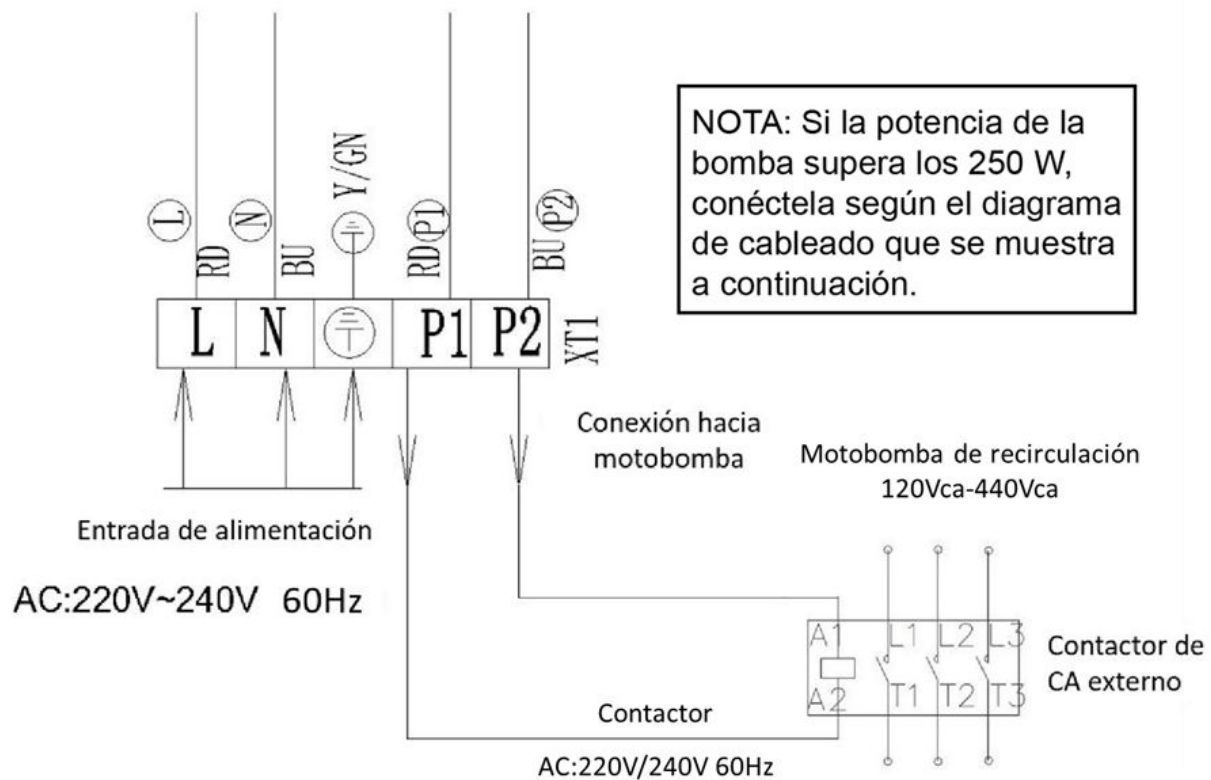 L
RD
N
BU
Y/GN
RD
P1
BU
P2
NOTA: Si la potencia de la
bomba supera los 250 W,
conéctela según el diagrama
de cableado que se muestra
a continuación.
L N P1 P2
XT1
Conexión hacia
motobomba
Motobomba de recirculación
120Vca-440Vca
Entrada de alimentación
AC:220V~240V 60Hz
A1 L1 L2 L3
A2 T1 T2 T3
Contactor de
CA externo
Contactor
AC:220V/240V 60Hz